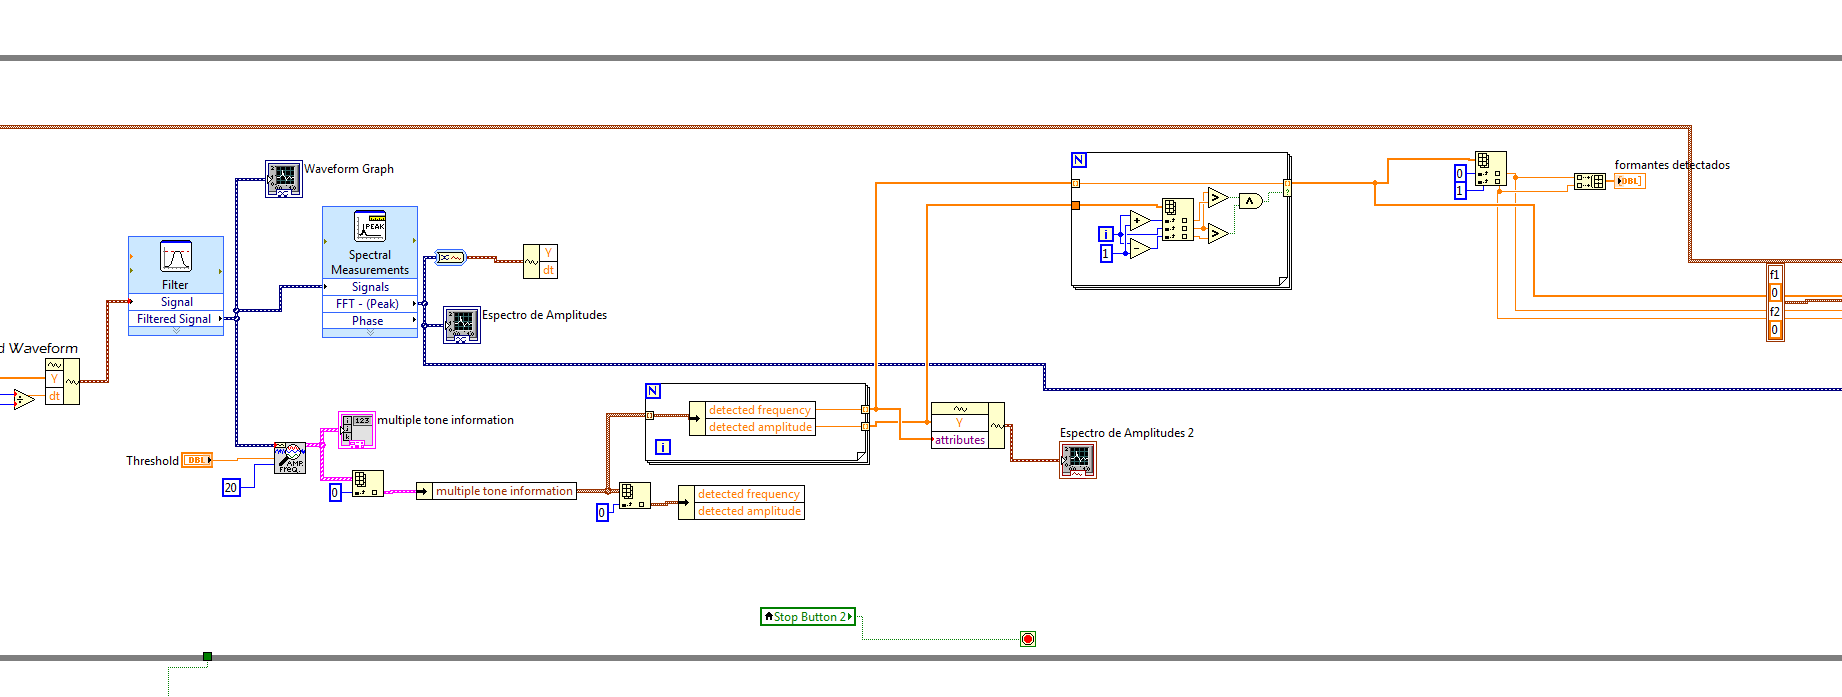 Waveform Graph
Filter
Signal
Filtered Signal
d Waveform
Y
dt
PEAK
Spectral
Measurements
Signals
FFT - (Peak)
Phase
Y
dt
Espectro de Amplitudes
N
i
1
+
-
>
>
0
1
formantes detectados
DBL]
f1
0
f2
0
Threshold
DBL
20
AMP
FREQ.
123
multiple tone information
0
multiple tone information
N
i
detected frequency
detected amplitude
0
detected frequency
detected amplitude
Y
attributes
Espectro de Amplitudes 2
Stop Button 2